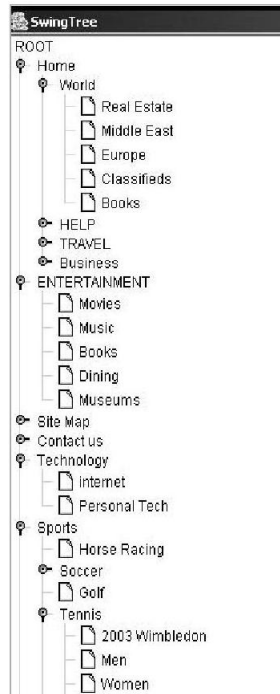 SwingTree
ROOT
Home
World
Real Estate
Middle East
Europe
Classifieds
Books
HELP
TRAVEL
Business
ENTERTAINMENT
Movies
Music
Books
Dining
Museums
Site Map
Contact us
Technology
internet
Personal Tech
Sports
Horse Racing
Soccer
Golf
Tennis
2003 Wimbledon
Men
Women